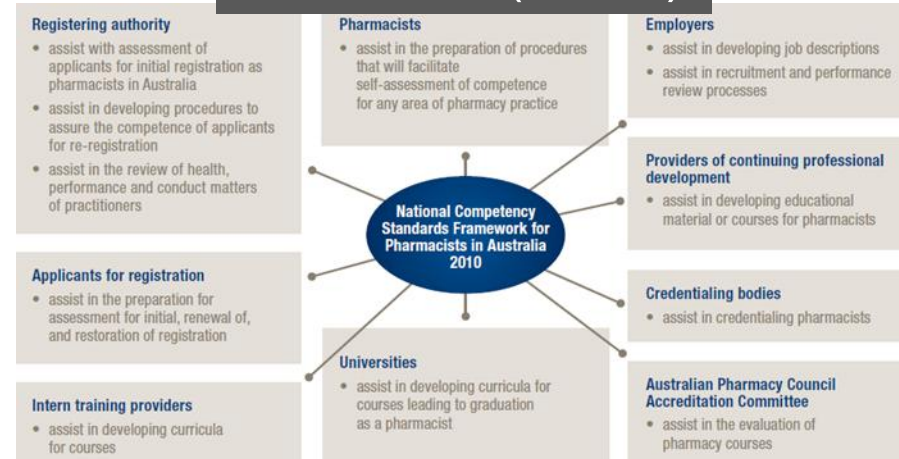 Registering authority
• assist with assessment of
applicants for initial registration as
pharmacists in Australia
• assist in developing procedures to
assure the competence of applicants
for re-registration
• assist in the review of health,
performance and conduct matters
of practitioners
Pharmacists
• assist in the preparation of procedures
that will facilitate
self-assessment of competence
for any area of pharmacy practice
Employers
• assist in developing job descriptions
• assist in recruitment and performance
review processes
Providers of continuing professional
development
• assist in developing educational
material or courses for pharmacists
National Competency
Standards Framework for
Pharmacists in Australia
2010
Applicants for registration
• assist in the preparation for
assessment for initial, renewal of,
and restoration of registration
Credentialing bodies
• assist in credentialing pharmacists
Intern training providers
• assist in developing curricula
for courses
Universities
• assist in developing curricula for
courses leading to graduation
as a pharmacist
Australian Pharmacy Council
Accreditation Committee
• assist in the evaluation of
pharmacy courses